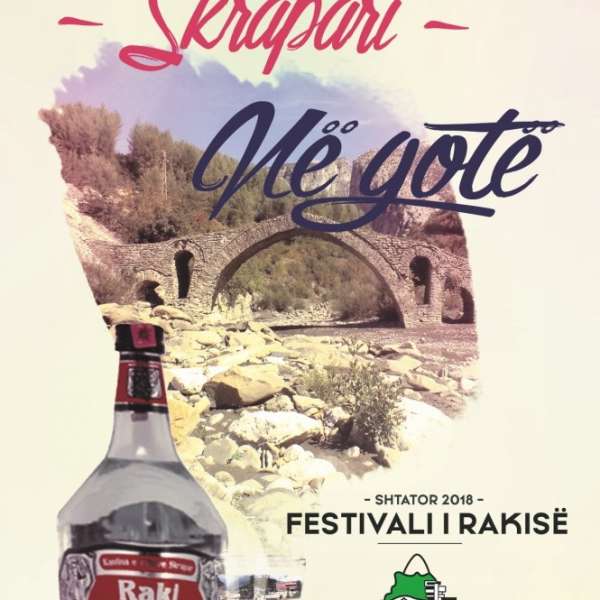 - Skrapari -
Në gotë
- SHTATOR 2018 -
FESTIVALI I RAKISË
Raki